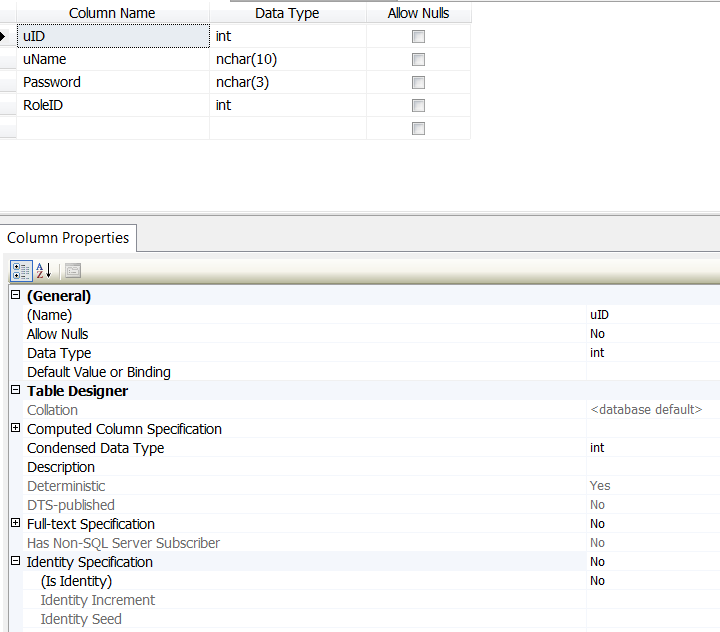 Column Name Data Type Allow Nulls
uID int
uName nchar(10)
Password nchar(3)
RoleID int
Column Properties
A Z
(General)
(Name) uID
Allow Nulls No
Data Type int
Default Value or Binding
Table Designer
Collation <database default>
Computed Column Specification
Condensed Data Type int
Description
Deterministic Yes
DTS-published No
Full-text Specification No
Has Non-SQL Server Subscriber No
Identity Specification No
(Is Identity) No
Identity Increment
Identity Seed